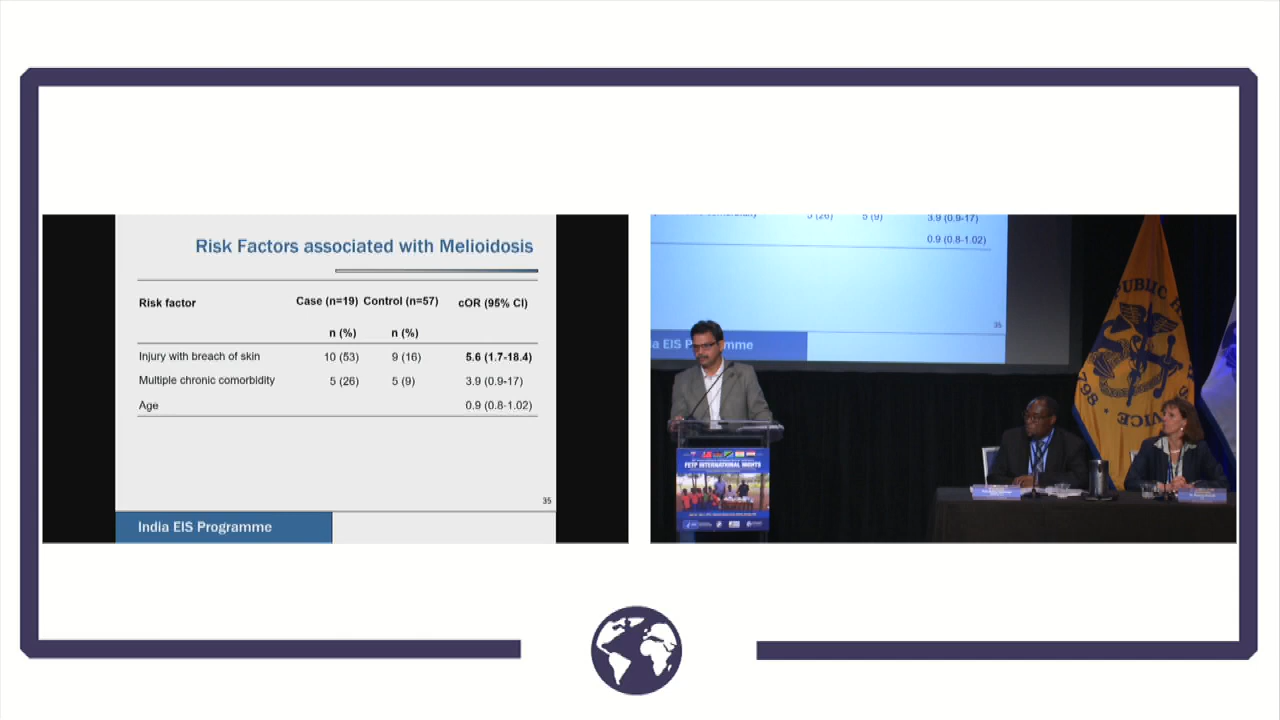 Risk Factors associated with Melioidosis
Risk factor Case (n=19) Control (n=57) cOR (95% CI)
n (%) n (%)
Injury with breach of skin 10 (53) 9 (16) 5.6 (1.7-18.4)
Multiple chronic comorbidity 5 (26) 5 (9) 3.9 (0.9-17)
Age 0.9 (0.8-1.02)
35
India EIS Programme
5 (26) 5 (9) 3.9 (0.9-17)
0.9 (0.8-1.02)
35
ia EIS P mme
PUBLIC H
S
1798
VICE
FETP INTERNATIONAL NIGHTS